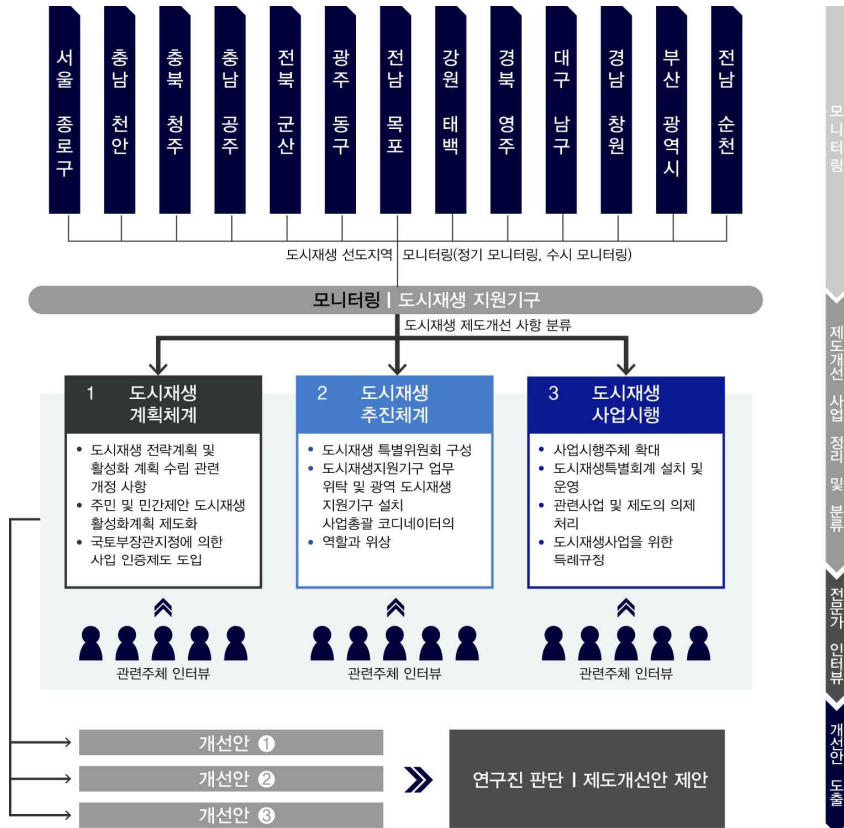 서울 종로구
충남 천안
충북 청주
충남 공주
전북 군산
광주 동구
전남 목포
강원 태백
경북 영주
대구 남구
경남 창원
부산 광역시
전남 순천
도시재생 선도지역 모니터링(정기 모니터링, 수시 모니터링)
모니터링 | 도시재생 지원기구
도시재생 제도개선 사항 분류
1 도시재생
계획체계
• 도시재생 전략계획 및
활성화 계획 수립 관련
개정 사항
• 주민 및 민간제안 도시재생
활성화계획 제도화
• 국토부장관지정에 의한
사입 인증제도 도입
관련주체 인터뷰
2 도시재생
추진체계
• 도시재생 특별위원회 구성
• 도시재생지원기구 업무
위탁 및 광역 도시재생
지원기구 설치
사업총괄 코디네이터의
• 역할과 위상
관련주체 인터뷰
3 도시재생
사업시행
• 사업시행주체 확대
• 도시재생특별회계 설치 및
운영
• 관련사업 및 제도의 의제
처리
• 도시재생사업을 위한
특례규정
관련주체 인터뷰
개선안 ❶
개선안 ❷
개선안 ❸
연구진 판단 | 제도개선안 제안
모니터링
제도개선 사업 정리 및 분류
전문가 인터뷰
개선안 도출